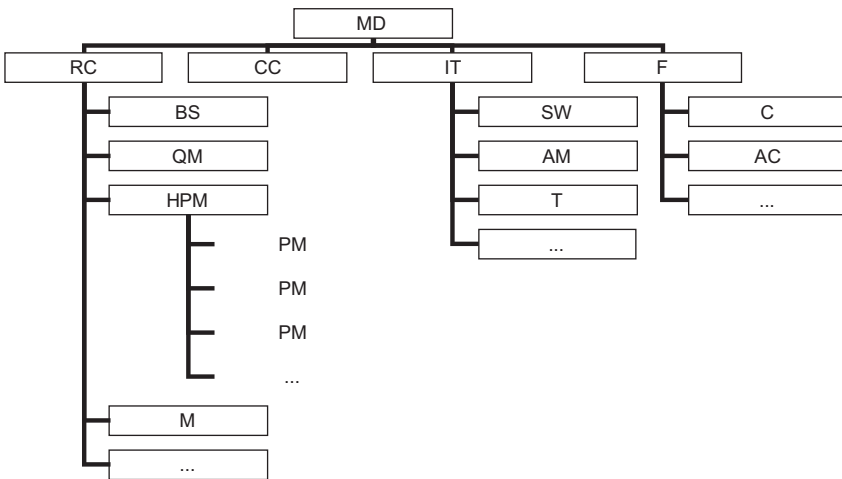 MD
RC CC IT F
BS SW C
QM AM AC
HPM T ...
PM ...
PM
PM
...
M
...